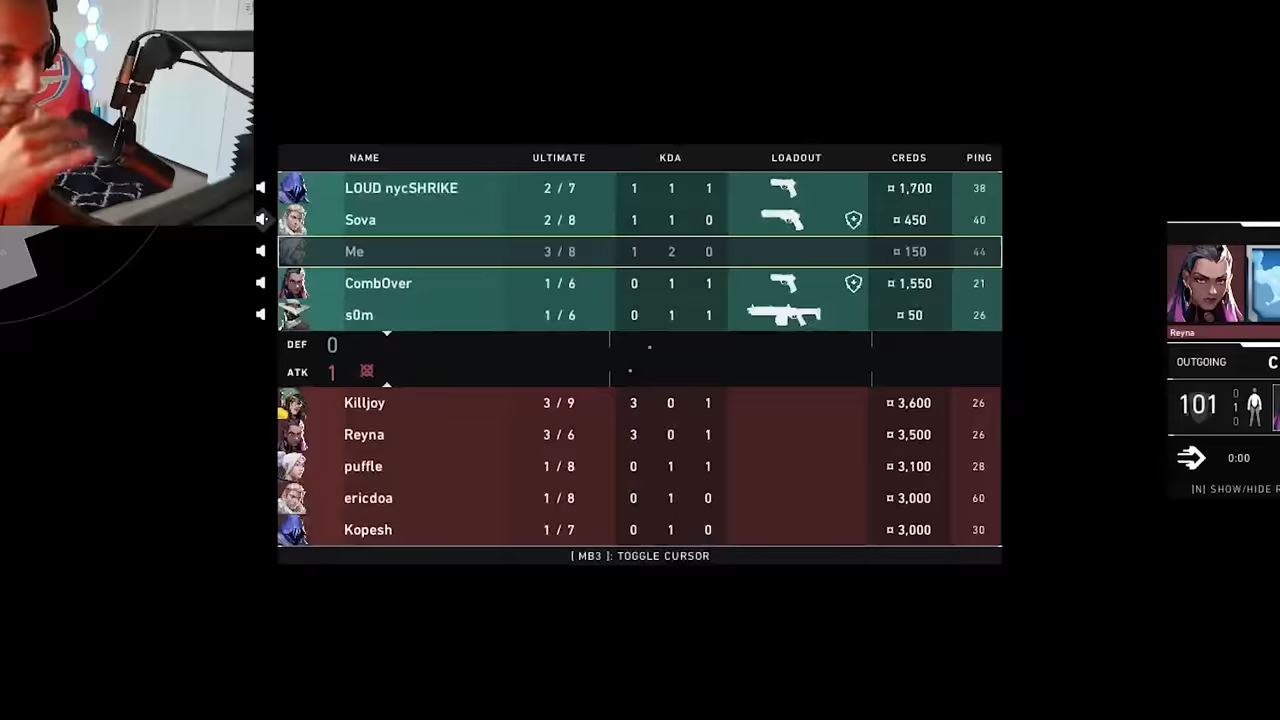 NAME ULTIMATE KDA LOADOUT CREDS PING
LOUD nycSHRIKE 2 / 7 1 1 1 ¤ 1,700 38
Sova 2 / 8 1 1 0 ¤ 450 40
Me 3 / 8 1 2 0 ¤ 150 44
CombOver 1 / 6 0 1 1 ¤ 1,550 21
s0m 1 / 6 0 1 1 ¤ 50 26
DEF 0
ATK 1
Killjoy 3 / 9 3 0 1 ¤ 3,600 26
Reyna 3 / 6 3 0 1 ¤ 3,500 26
puffle 1 / 8 0 1 1 ¤ 3,100 28
ericdoa 1 / 8 0 1 0 ¤ 3,000 60
Kopesh 1 / 7 0 1 0 ¤ 3,000 30
[ MB3 ]: TOGGLE CURSOR
Reyna
OUTGOING
101 0 1 0
0:00
[N] SHOW/HIDE